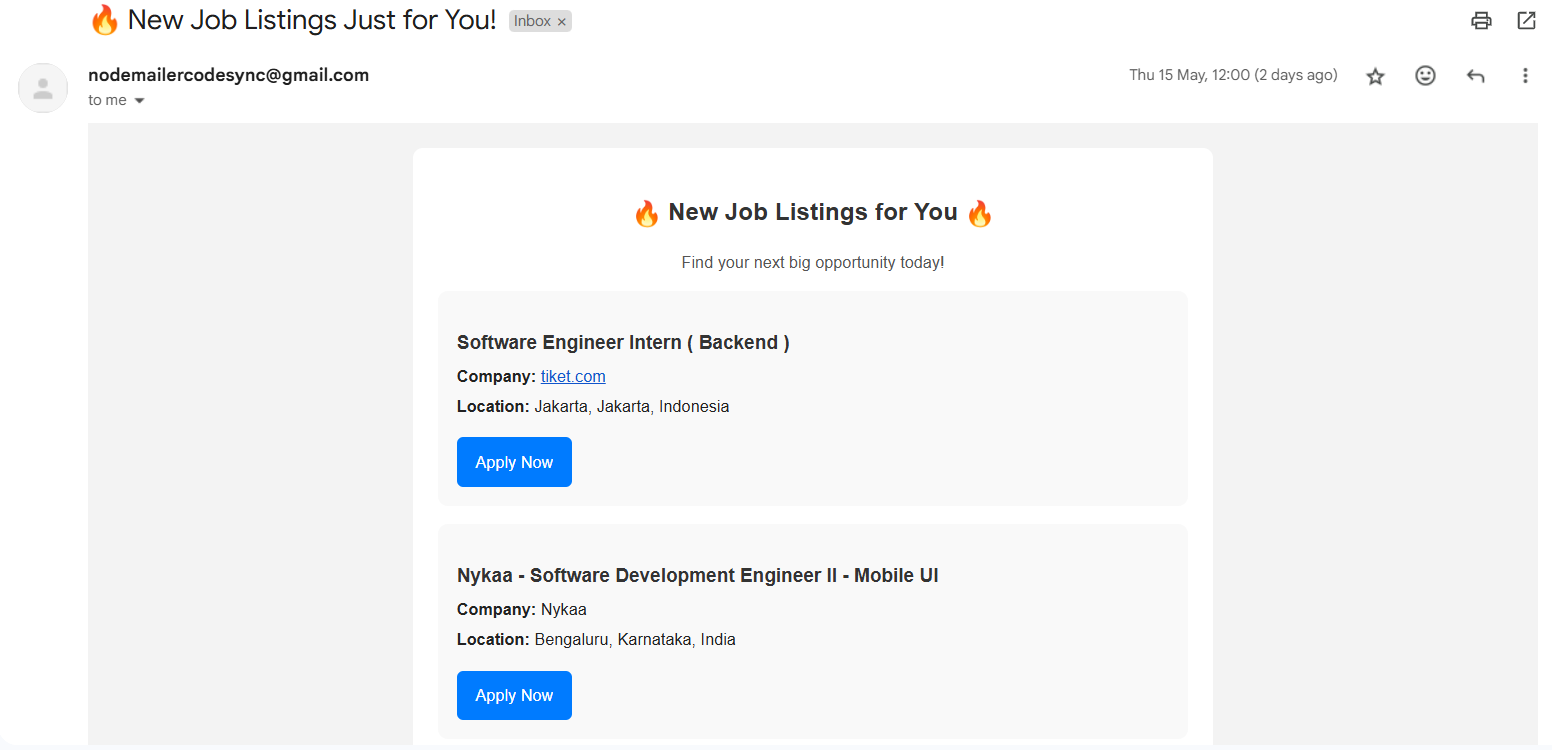 🔥 New Job Listings Just for You! Inbox ×
nodemailercodesync@gmail.com Thu 15 May, 12:00 (2 days ago)
to me
🔥 New Job Listings for You 🔥
Find your next big opportunity today!
Software Engineer Intern ( Backend )
Company: tiket.com
Location: Jakarta, Jakarta, Indonesia
Apply Now
Nykaa - Software Development Engineer II - Mobile UI
Company: Nykaa
Location: Bengaluru, Karnataka, India
Apply Now